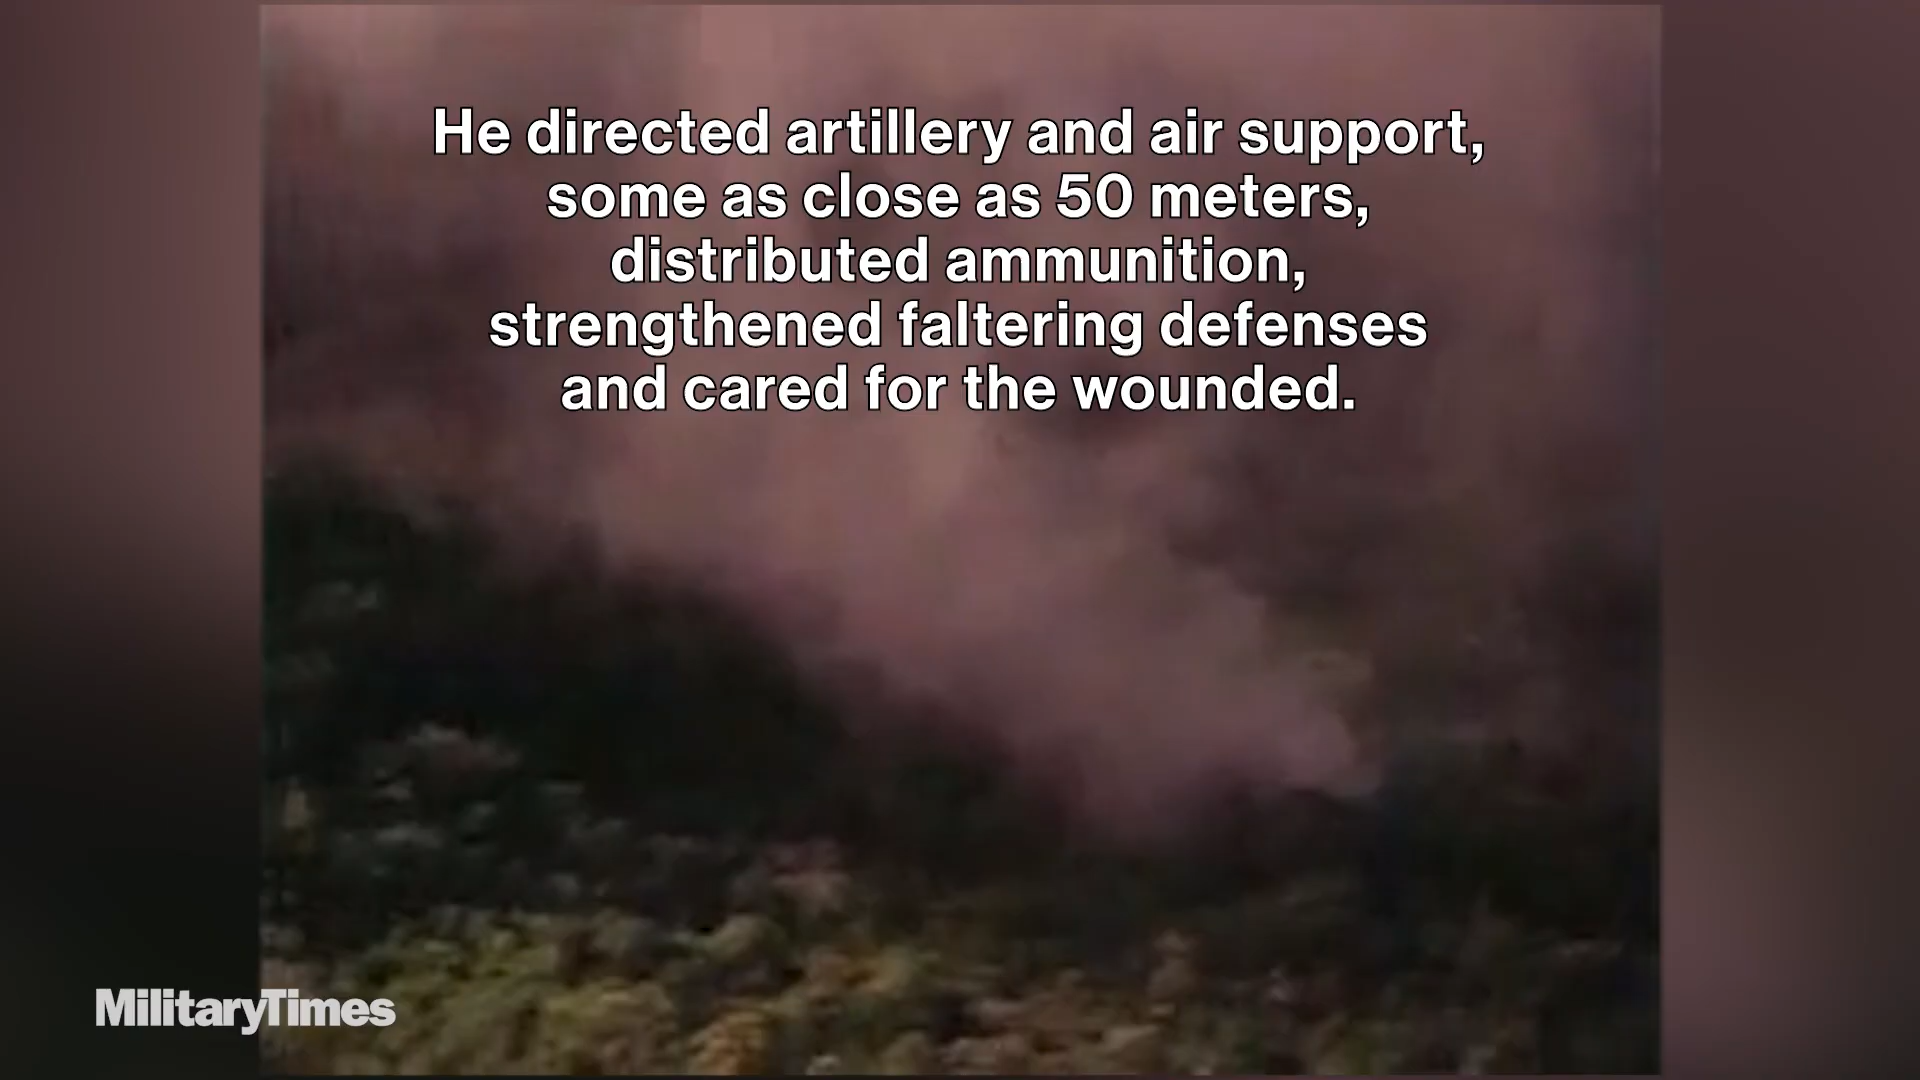 He directed artillery and air support,
some as close as 50 meters,
distributed ammunition,
strengthened faltering defenses
and cared for the wounded.
MilitaryTimes